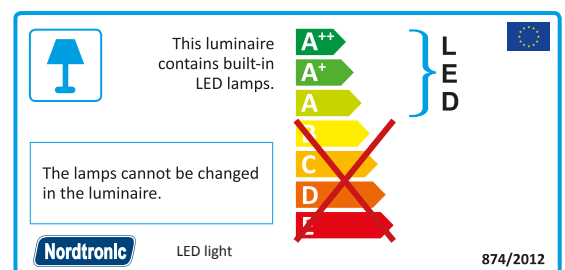 This luminaire
contains built-in
LED lamps.
A++
A+
A
B
C
D
E
L
E
D
The lamps cannot be changed
in the luminaire.
Nordtronic
LED light
874/2012